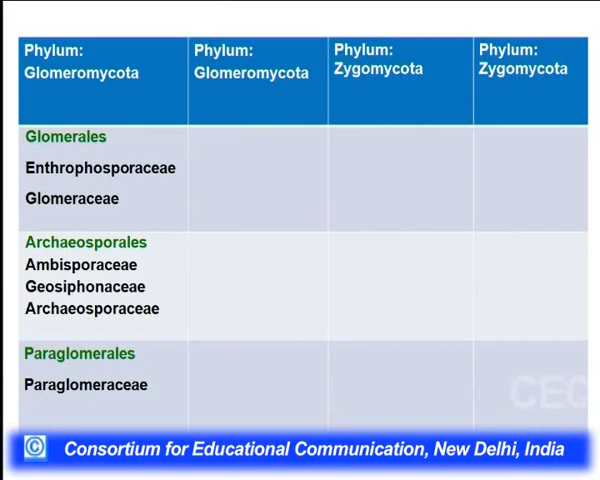 Phylum:
Glomeromycota
Phylum:
Glomeromycota
Phylum:
Zygomycota
Phylum:
Zygomycota
Glomerales
Enthrophosporaceae
Glomeraceae
Archaeosporales
Ambisporaceae
Geosiphonaceae
Archaeosporaceae
Paraglomerales
Paraglomeraceae
CEC
© Consortium for Educational Communication, New Delhi, India